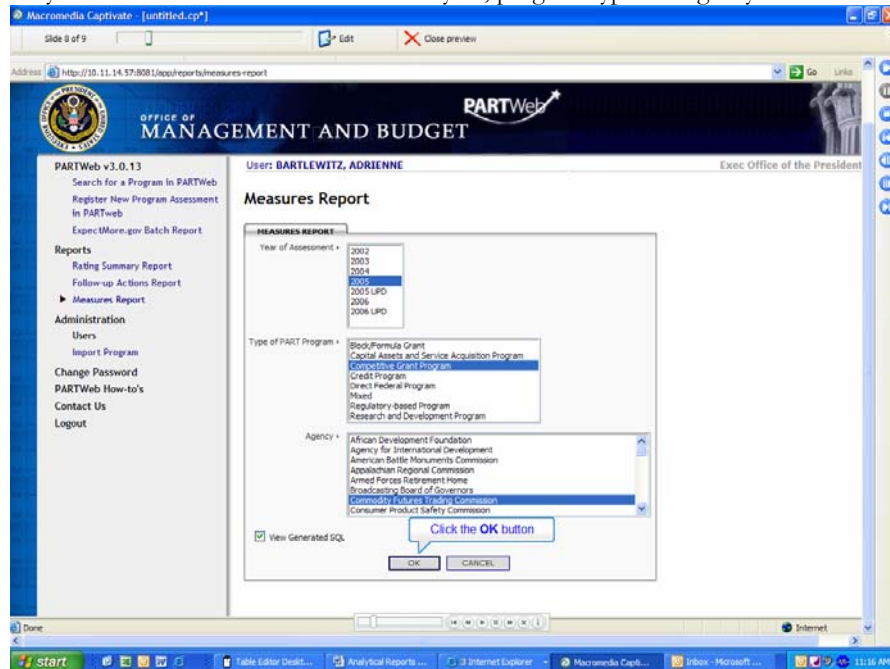 Macromedia Captivate - [untitled.cp*]
Slide 8 of 9
Edit
Close preview
Address
http://10.11.14.57:8081/app/reports/measures-report
Go
Links
OFFICE OF
MANAGEMENT AND BUDGET
PARTWeb
PARTWeb v3.0.13
Search for a Program in PARTWeb
Register New Program Assessment
in PARTweb
ExpectMore.gov Batch Report
Reports
Rating Summary Report
Follow-up Actions Report
Measures Report
Administration
Users
Import Program
Change Password
PARTWeb How-to's
Contact Us
Logout
User: BARTLEWITZ, ADRIENNE
Exec Office of the President
Measures Report
MEASURES REPORT
Year of Assessment
2002
2003
2004
2005
2005 UPD
2006
2006 UPD
Type of PART Program
Block/Formula Grant
Capital Assets and Service Acquisition Program
Competitive Grant Program
Credit Program
Direct Federal Program
Mixed
Regulatory-based Program
Research and Development Program
Agency
African Development Foundation
Agency for International Development
American Battle Monuments Commission
Appalachian Regional Commission
Armed Forces Retirement Home
Broadcasting Board of Governors
Commodity Futures Trading Commission
Consumer Product Safety Commission
View Generated SQL
Click the OK button
OK
CANCEL
Done
Internet
start
Table Editor Deskt...
Analytical Reports ...
3 Internet Explorer
Macromedia Capti...
Inbox - Microsoft ...
11:16 AM